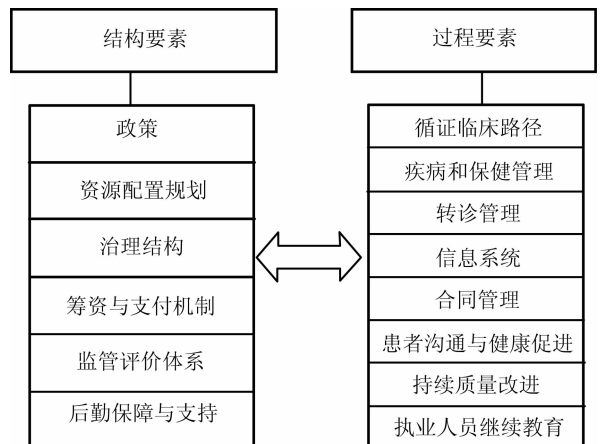 结构要素
政策
资源配置规划
治理结构
筹资与支付机制
监管评价体系
后勤保障与支持
过程要素
循证临床路径
疾病和保健管理
转诊管理
信息系统
合同管理
患者沟通与健康促进
持续质量改进
执业人员继续教育